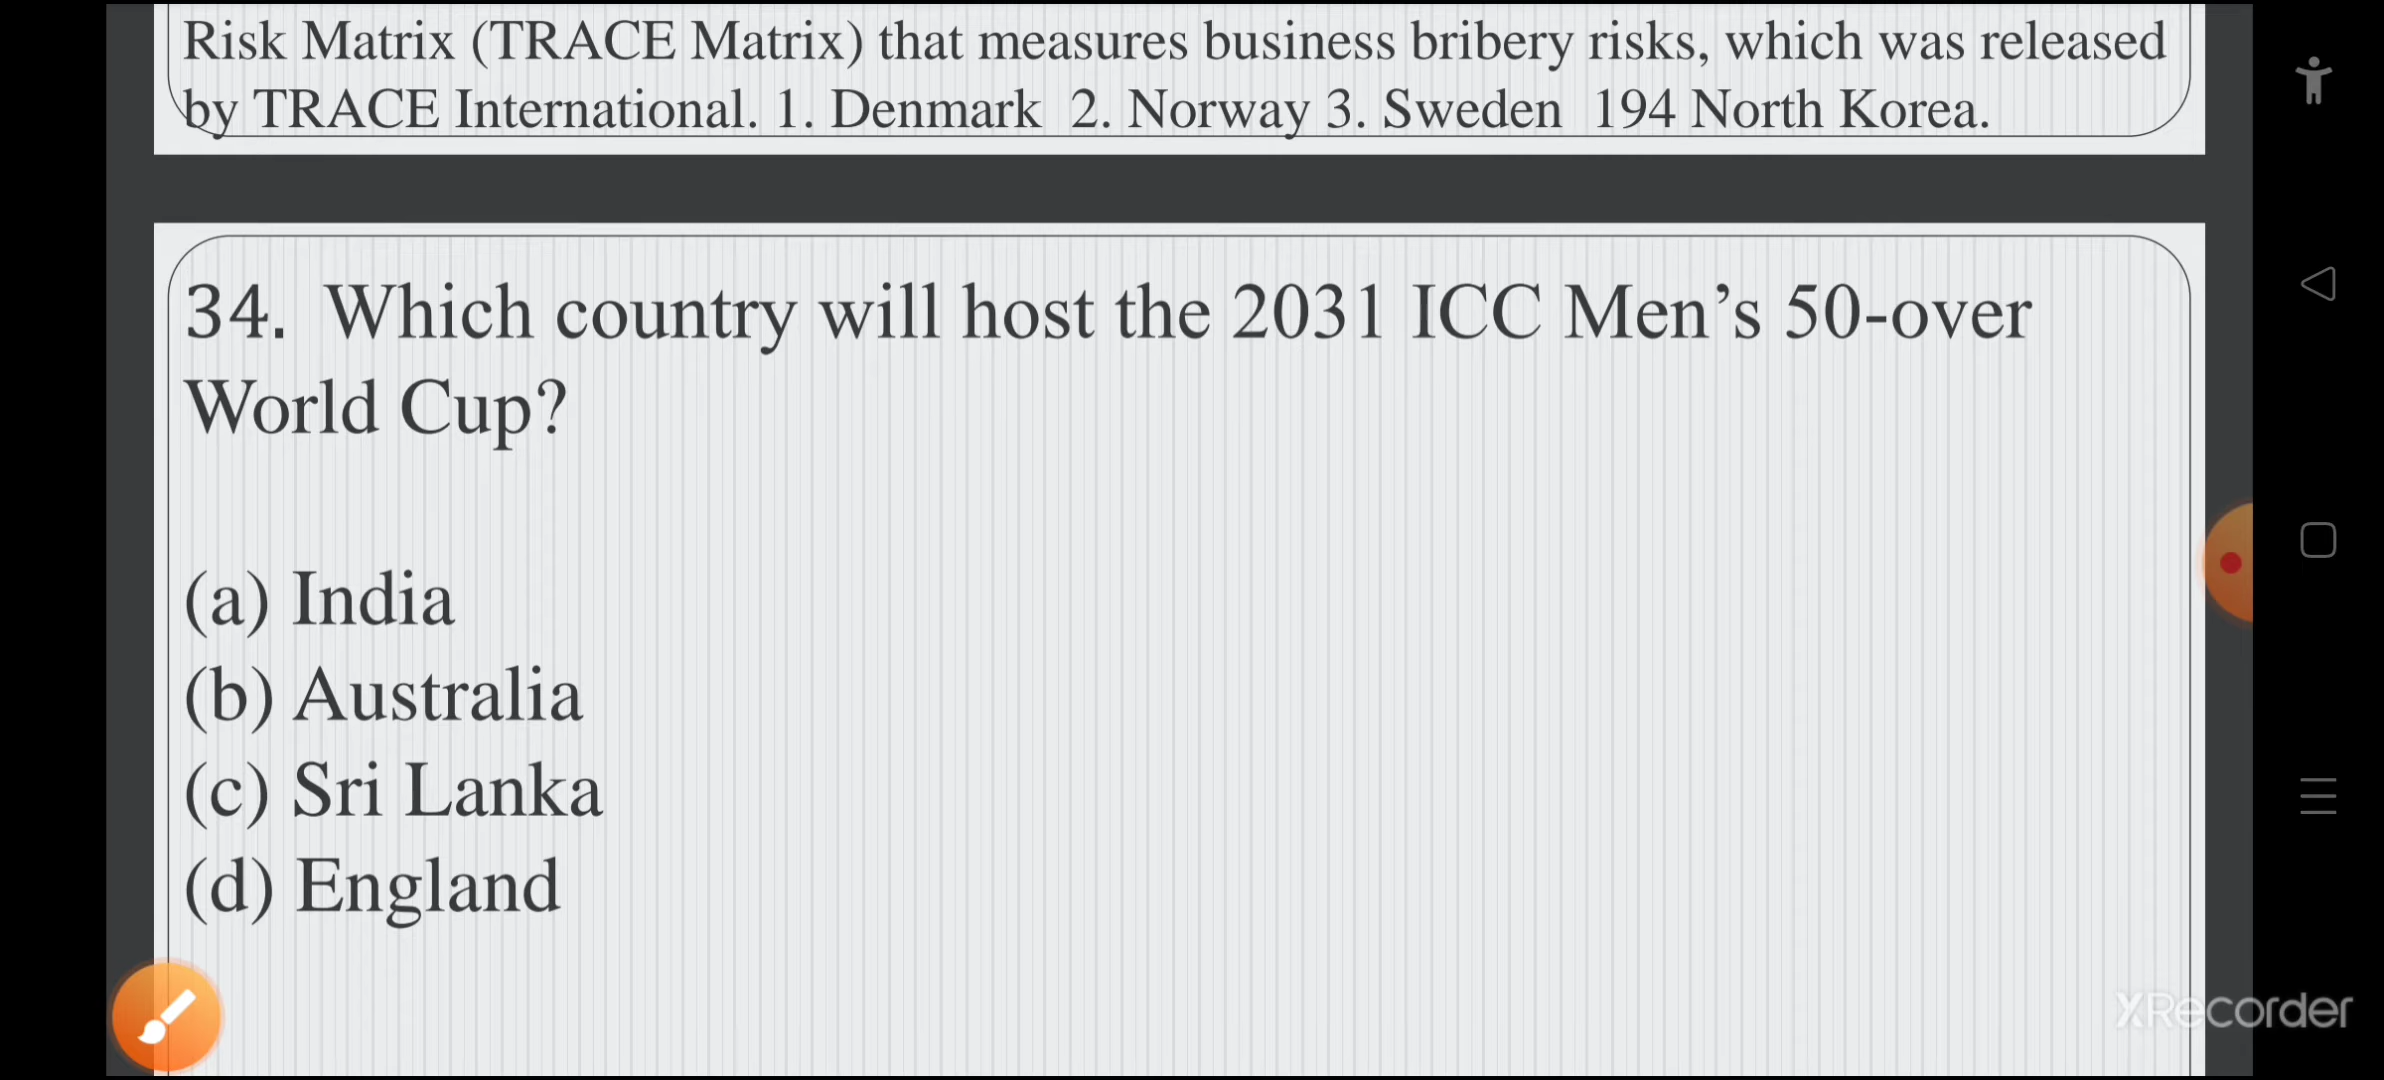 Risk Matrix (TRACE Matrix) that measures business bribery risks, which was released
by TRACE International. 1. Denmark 2. Norway 3. Sweden 194 North Korea.
34. Which country will host the 2031 ICC Men’s 50-over
World Cup?
(a) India
(b) Australia
(c) Sri Lanka
(d) England
XRecorder